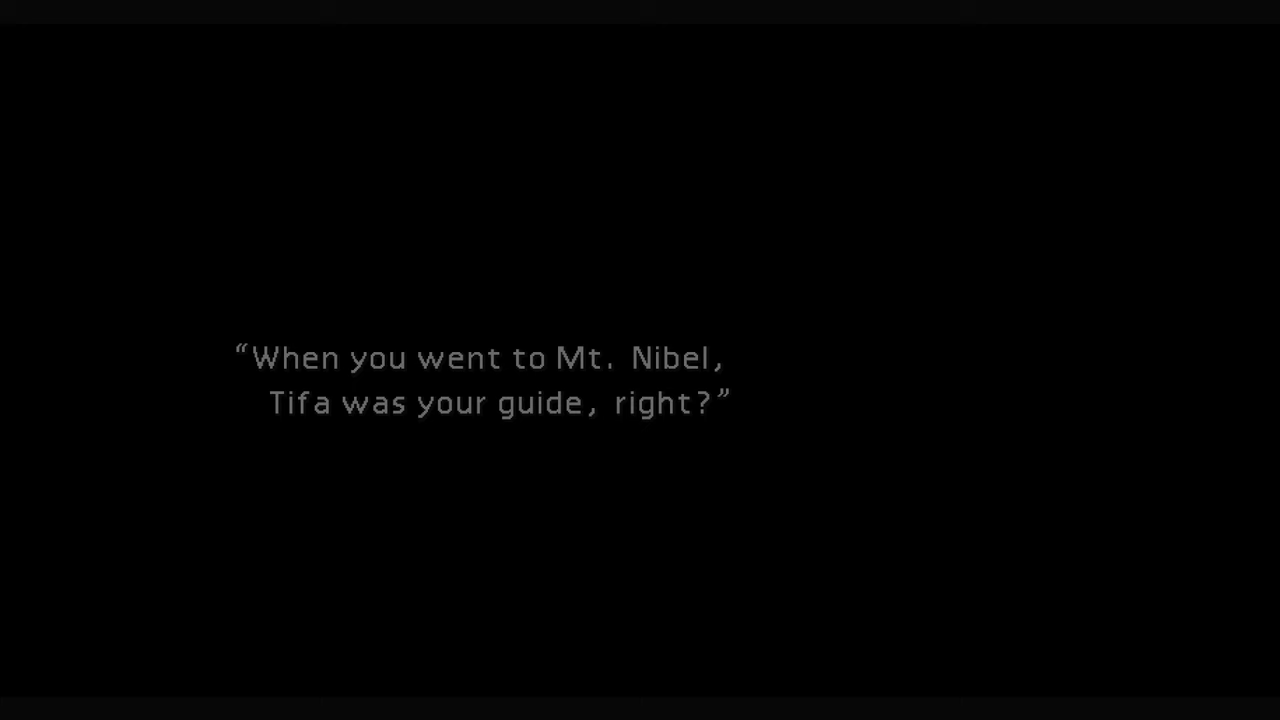 “When you went to Mt. Nibel,
Tifa was your guide, right?”